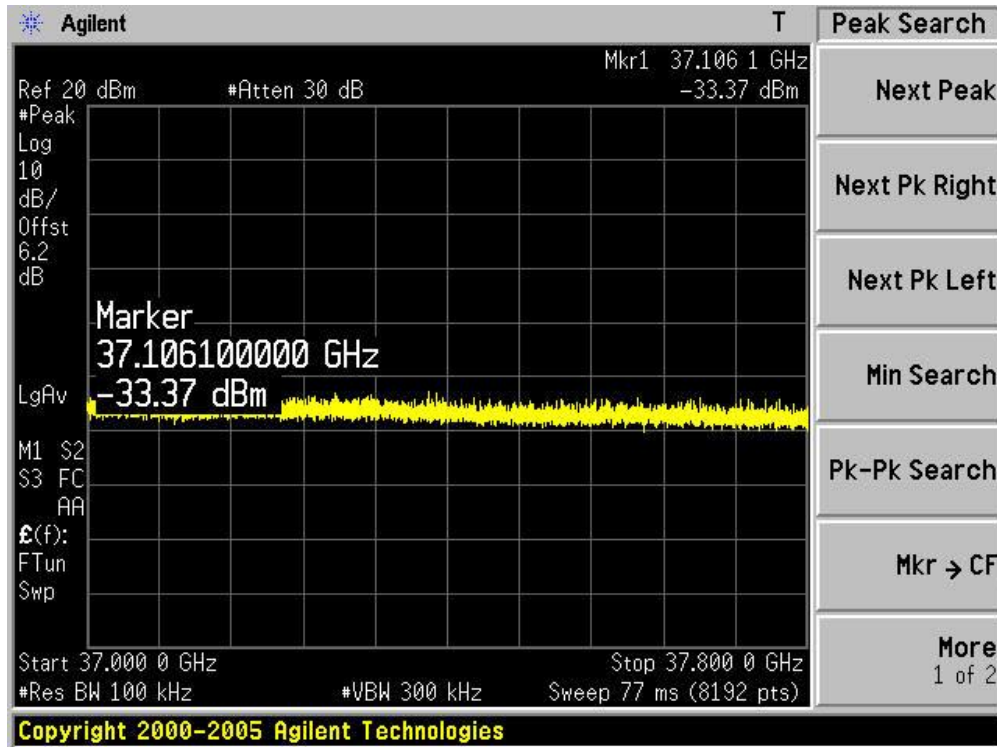 Agilent T Peak Search
Mkr1 37.106 1 GHz
Ref 20 dBm #Atten 30 dB -33.37 dBm
#Peak
Log
10
dB/
Offst
6.2
dB
Marker
37.106100000 GHz
-33.37 dBm
LgAv
M1 S2
S3 FC
AA
£(f):
FTun
Swp
Start 37.000 0 GHz Stop 37.800 0 GHz
#Res BW 100 kHz #VBW 300 kHz Sweep 77 ms (8192 pts)
Copyright 2000-2005 Agilent Technologies
Next Peak
Next Pk Right
Next Pk Left
Min Search
Pk-Pk Search
Mkr → CF
More
1 of 2